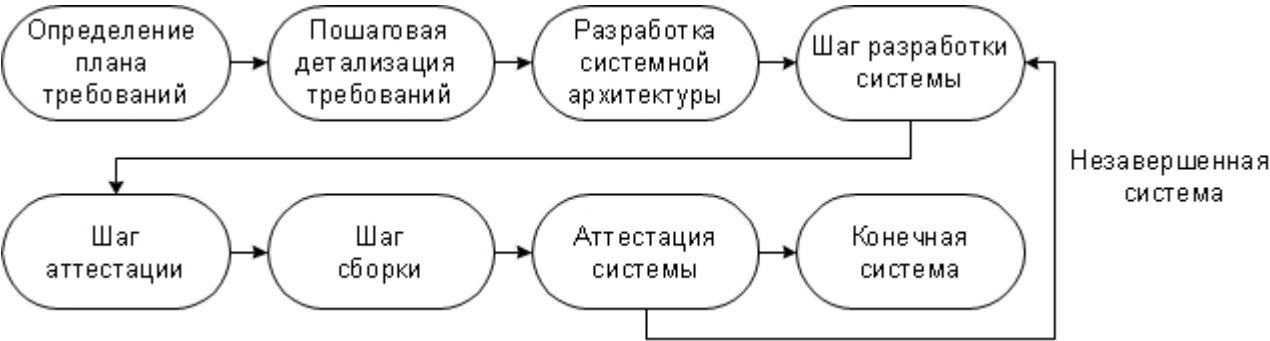 Определение
плана
требований
Пошаговая
детализация
требований
Разработка
системной
архитектуры
Шаг разработки
системы
Незавершенная
система
Шаг
аттестации
Шаг
сборки
Аттестация
системы
Конечная
система